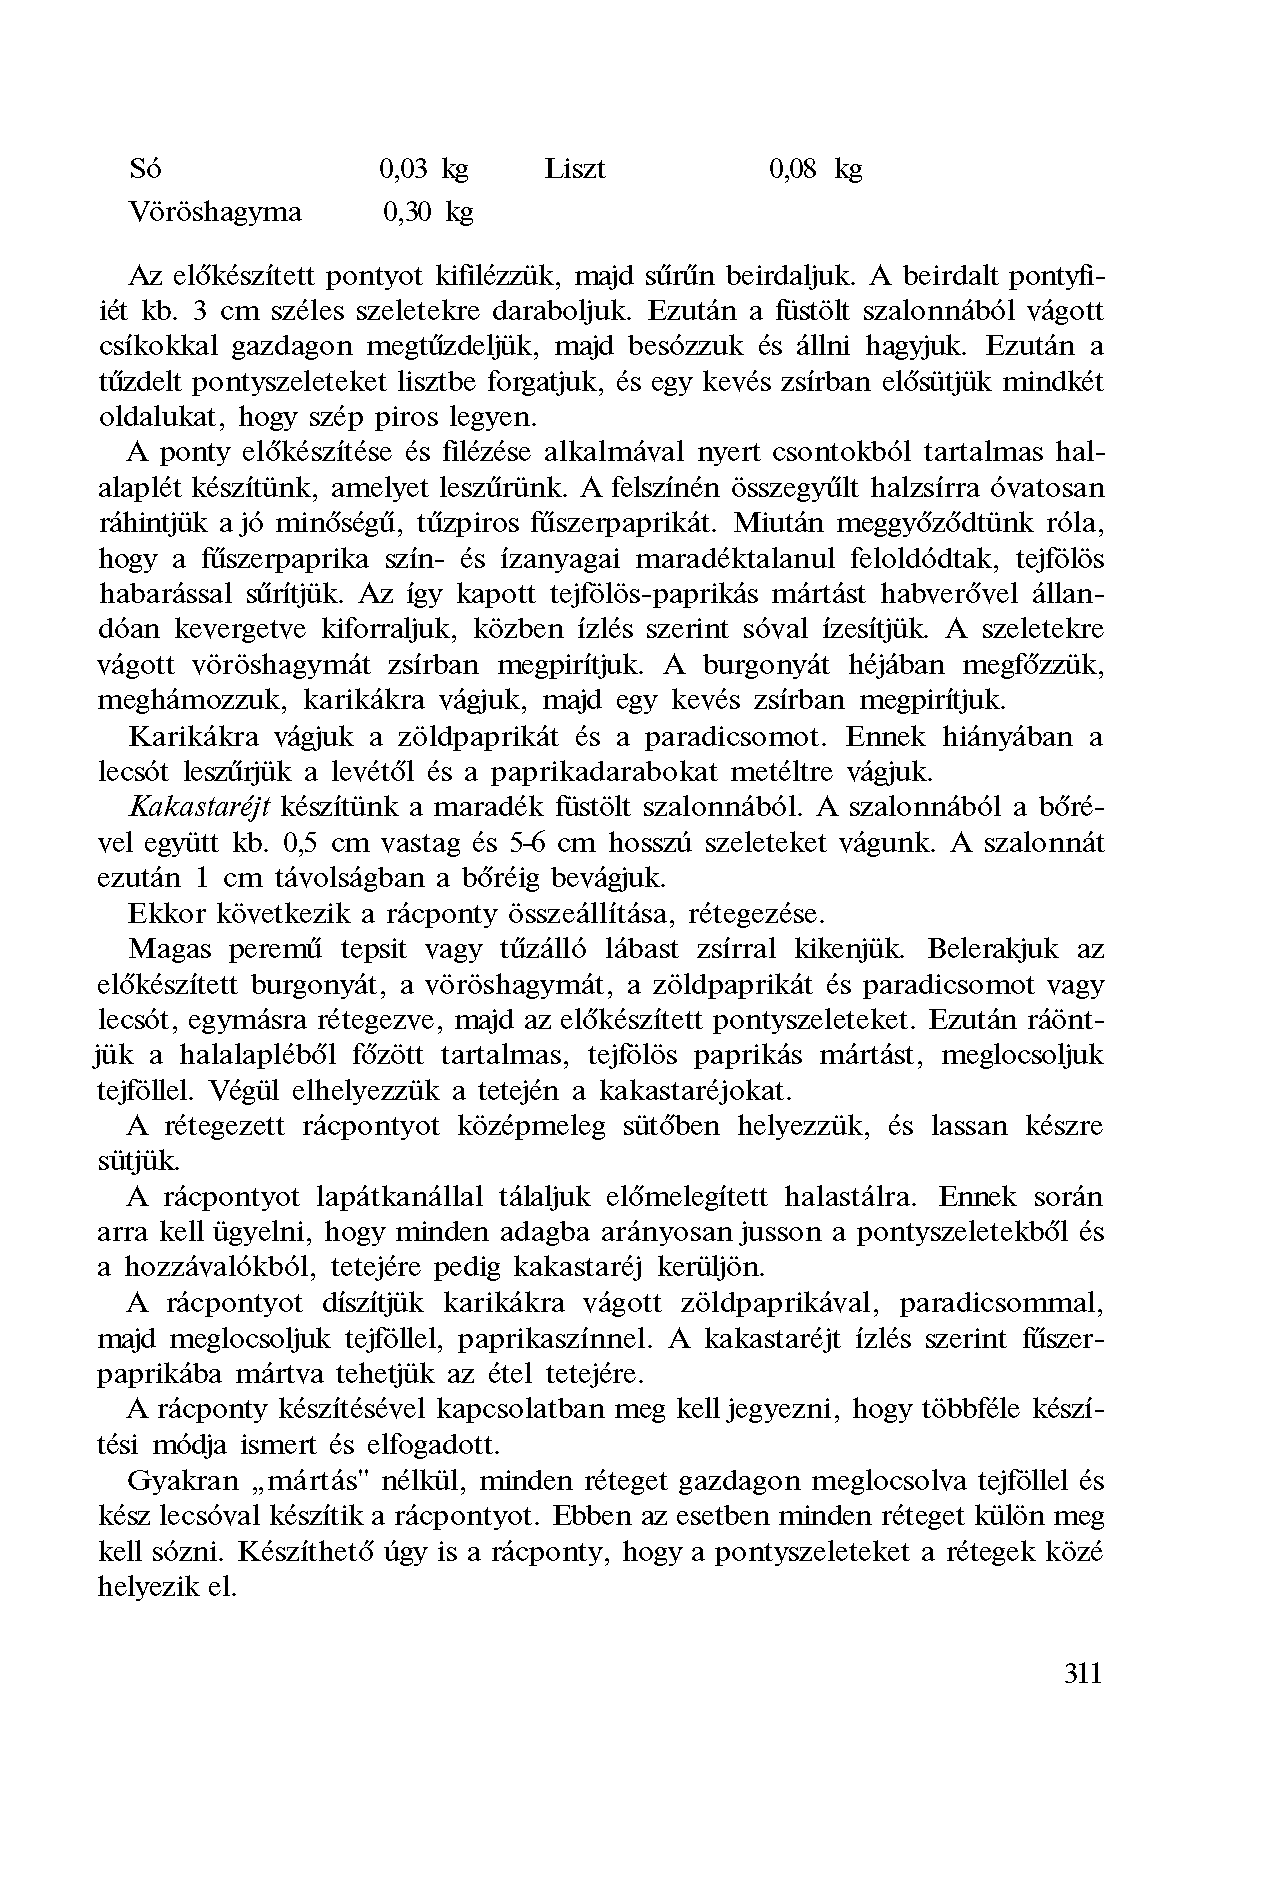 Só 0,03 kg Liszt 0,08 kg
Vöröshagyma 0,30 kg
Az előkészített pontyot kifilézzük, majd sűrűn beirdaljuk. A beirdalt pontyfi-
iét kb. 3 cm széles szeletekre daraboljuk. Ezután a füstölt szalonnából vágott
csíkokkal gazdagon megtűzdeljük, majd besózzuk és állni hagyjuk. Ezután a
tűzdelt pontyszeleteket lisztbe forgatjuk, és egy kevés zsírban elősütjük mindkét
oldalukat, hogy szép piros legyen.
A ponty előkészítése és filézése alkalmával nyert csontokból tartalmas hal-
alaplét készítünk, amelyet leszűrünk. A felszínén összegyűlt halzsírra óvatosan
ráhintjük a jó minőségű, tűzpiros fűszerpaprikát. Miután meggyőződtünk róla,
hogy a fűszerpaprika szín- és ízanyagai maradéktalanul feloldódtak, tejfölös
habarással sűrítjük. Az így kapott tejfölös-paprikás mártást habverővel állan-
dóan kevergetve kiforraljuk, közben ízlés szerint sóval ízesítjük. A szeletekre
vágott vöröshagymát zsírban megpirítjuk. A burgonyát héjában megfőzzük,
meghámozzuk, karikákra vágjuk, majd egy kevés zsírban megpirítjuk.
Karikákra vágjuk a zöldpaprikát és a paradicsomot. Ennek hiányában a
lecsót leszűrjük a levétől és a paprikadarabokat metéltre vágjuk.
Kakastaréjt készítünk a maradék füstölt szalonnából. A szalonnából a bőré-
vel együtt kb. 0,5 cm vastag és 5-6 cm hosszú szeleteket vágunk. A szalonnát
ezután 1 cm távolságban a bőréig bevágjuk.
Ekkor következik a rácponty összeállítása, rétegezése.
Magas peremű tepsit vagy tűzálló lábast zsírral kikenjük. Belerakjuk az
előkészített burgonyát, a vöröshagymát, a zöldpaprikát és paradicsomot vagy
lecsót, egymásra rétegezve, majd az előkészített pontyszeleteket. Ezután ráönt-
jük a halalapléből főzött tartalmas, tejfölös paprikás mártást, meglocsoljuk
tejföllel. Végül elhelyezzük a tetején a kakastaréjokat.
A rétegezett rácpontyot középmeleg sütőben helyezzük, és lassan készre
sütjük.
A rácpontyot lapátkanállal tálaljuk előmelegített halastálra. Ennek során
arra kell ügyelni, hogy minden adagba arányosan jusson a pontyszeletekből és
a hozzávalókból, tetejére pedig kakastaréj kerüljön.
A rácpontyot díszítjük karikákra vágott zöldpaprikával, paradicsommal,
majd meglocsoljuk tejföllel, paprikaszínnel. A kakastaréjt ízlés szerint fűszer-
paprikába mártva tehetjük az étel tetejére.
A rácponty készítésével kapcsolatban meg kell jegyezni, hogy többféle készí-
tési módja ismert és elfogadott.
Gyakran „mártás" nélkül, minden réteget gazdagon meglocsolva tejföllel és
kész lecsóval készítik a rácpontyot. Ebben az esetben minden réteget külön meg
kell sózni. Készíthető úgy is a rácponty, hogy a pontyszeleteket a rétegek közé
helyezik el.
311